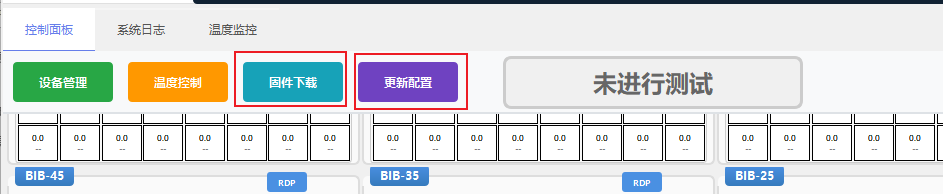 控制面板 系统日志 温度监控
设备管理 温度控制 固件下载 更新配置 未进行测试
0.0 0.0 0.0 0.0 0.0 0.0 0.0 0.0 0.0 0.0 0.0 0.0 0.0 0.0 0.0 0.0 0.0 0.0 0.0 0.0 0.0
-- -- -- -- -- -- -- -- -- -- -- -- -- -- -- -- -- -- -- -- --
BIB-45 BIB-35 BIB-25
RDP RDP